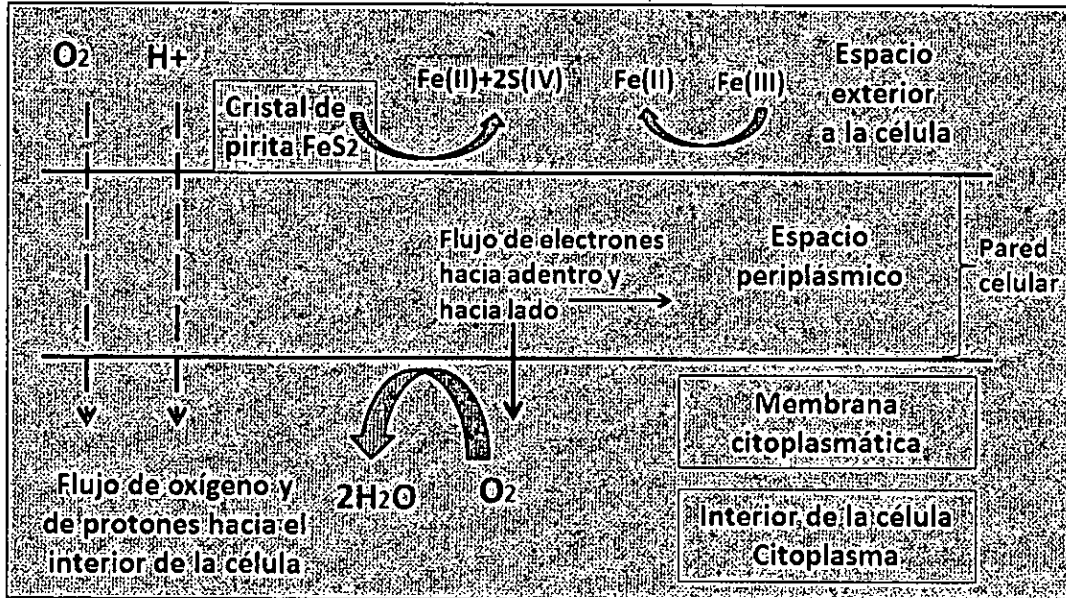 O2
H+
Cristal de
pirita FeS2
Fe(II)+2S(IV)
Fe(II)
Fe(III)
Espacio
exterior
a la célula
Flujo de electrones
hacia adentro y
hacia lado
Espacio
periplásmico
Pared
celular
Flujo de oxígeno y
de protones hacia el
interior de la célula
2H2O
O2
Membrana
citoplasmática
Interior de la célula
Citoplasma